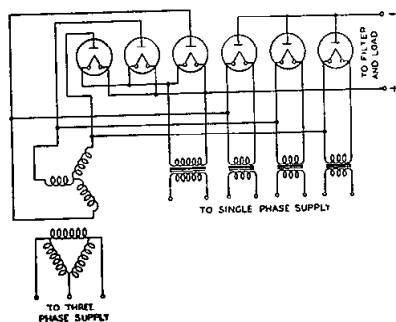 −
TO FILTER
AND LOAD
+
TO SINGLE PHASE SUPPLY
TO THREE
PHASE SUPPLY